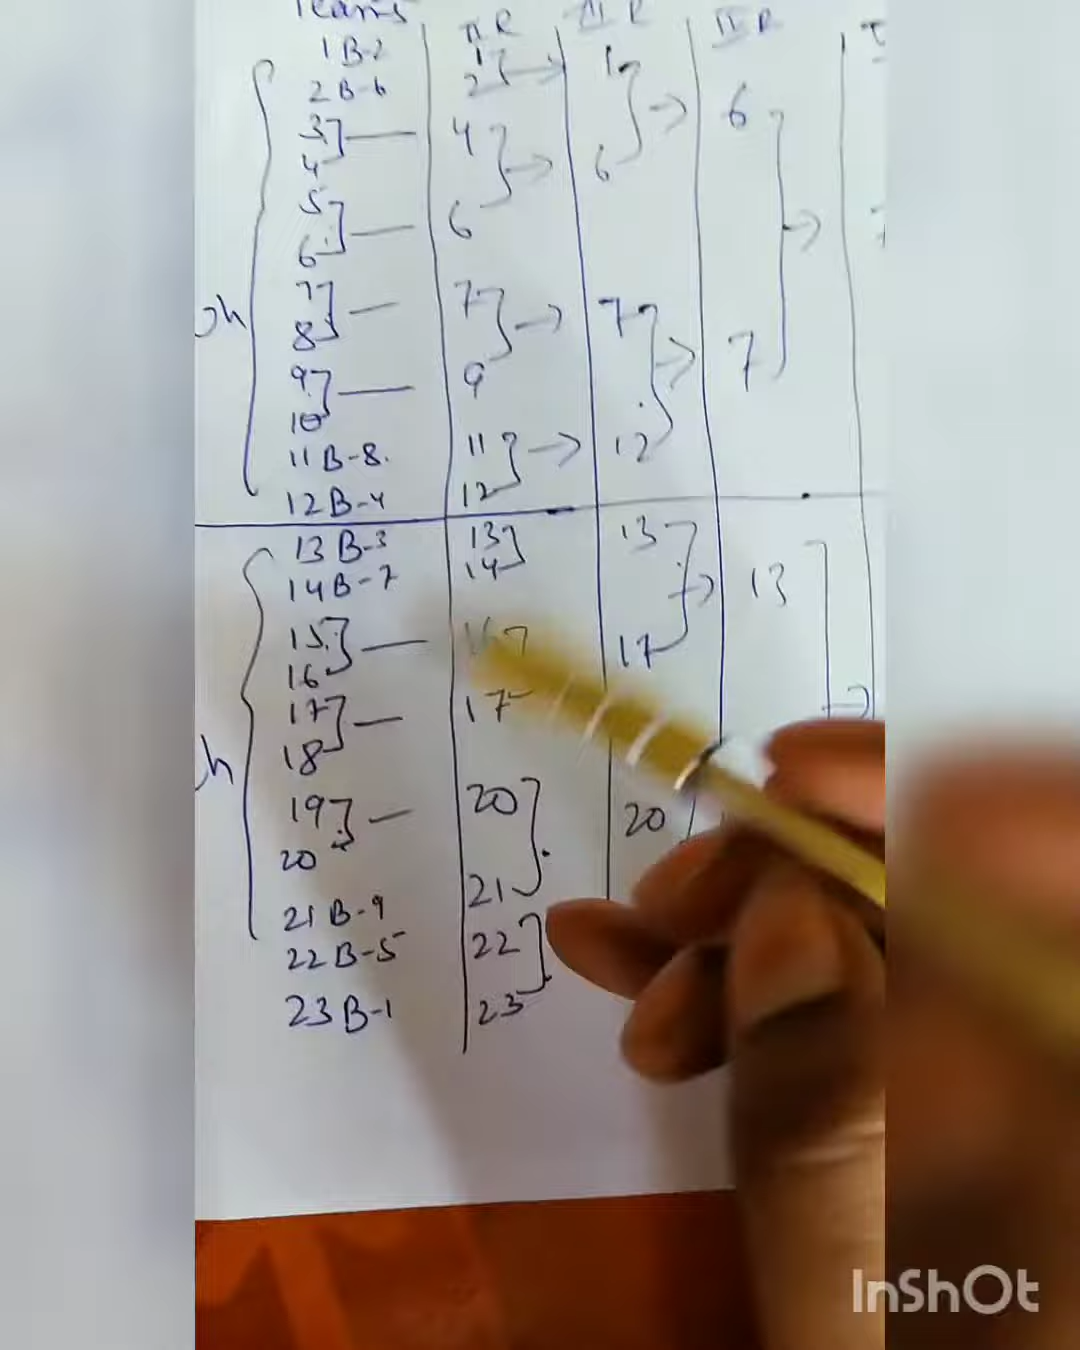 Teams II R III R IV R
1 B-2 1
2 B-6 2 1 6
3 4
4 6
5
6 6
7 7 7 7
8
9 9
10 12
11 B-8. 11
12 B-4 12
13 B-3 13 13 13
14 B-7 14
15 17
16
17 17
18
19 20 20
20
21 B-9 21
22 B-5 22
23 B-1 23
InShOt